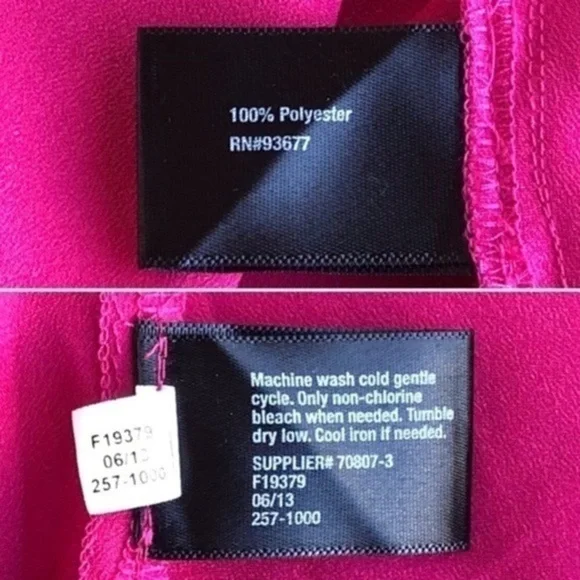 100% Polyester
RN#93677
Machine wash cold gentle
cycle. Only non-chlorine
bleach when needed. Tumble
dry low. Cool iron if needed.
SUPPLIER# 70807-3
F19379
06/13
257-1000
F19379
06/13
257-1000